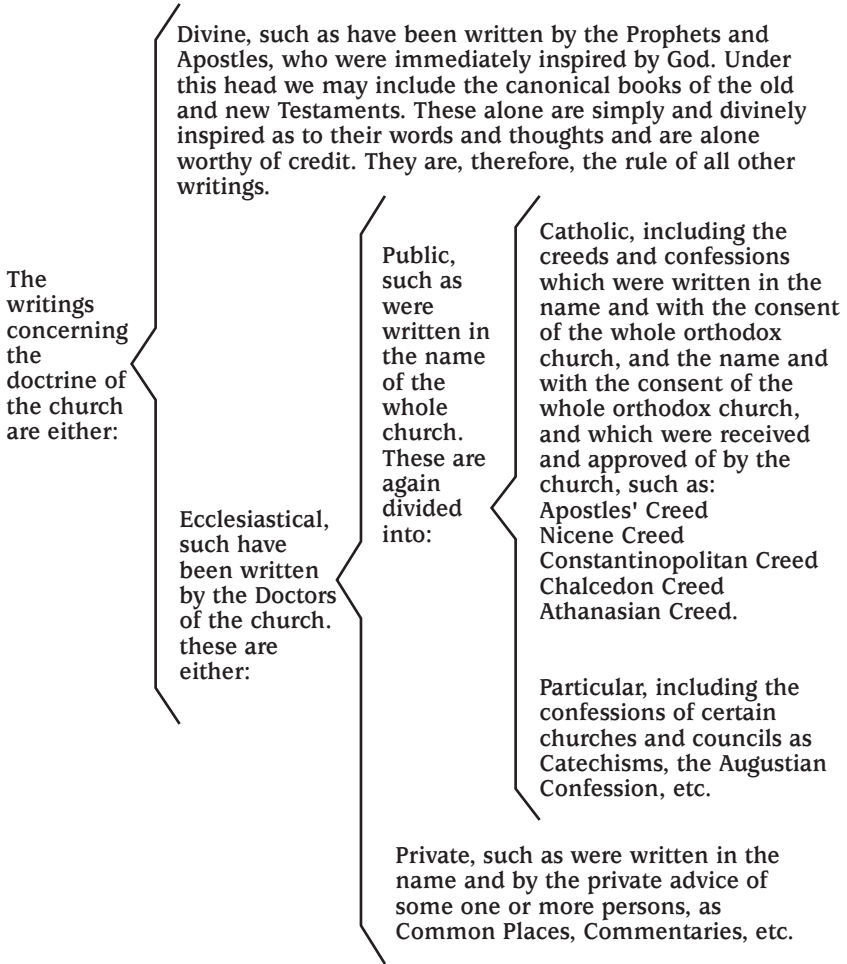 The
writings
concerning
the
doctrine of
the church
are either:
Divine, such as have been written by the Prophets and
Apostles, who were immediately inspired by God. Under
this head we may include the canonical books of the old
and new Testaments. These alone are simply and divinely
inspired as to their words and thoughts and are alone
worthy of credit. They are, therefore, the rule of all other
writings.
Ecclesiastical,
such have
been written
by the Doctors
of the church.
these are
either:
Public,
such as
were
written in
the name
of the
whole
church.
These are
again
divided
into:
Catholic, including the
creeds and confessions
which were written in the
name and with the consent
of the whole orthodox
church, and the name and
with the consent of the
whole orthodox church,
and which were received
and approved of by the
church, such as:
Apostles' Creed
Nicene Creed
Constantinopolitan Creed
Chalcedon Creed
Athanasian Creed.
Particular, including the
confessions of certain
churches and councils as
Catechisms, the Augustian
Confession, etc.
Private, such as were written in the
name and by the private advice of
some one or more persons, as
Common Places, Commentaries, etc.